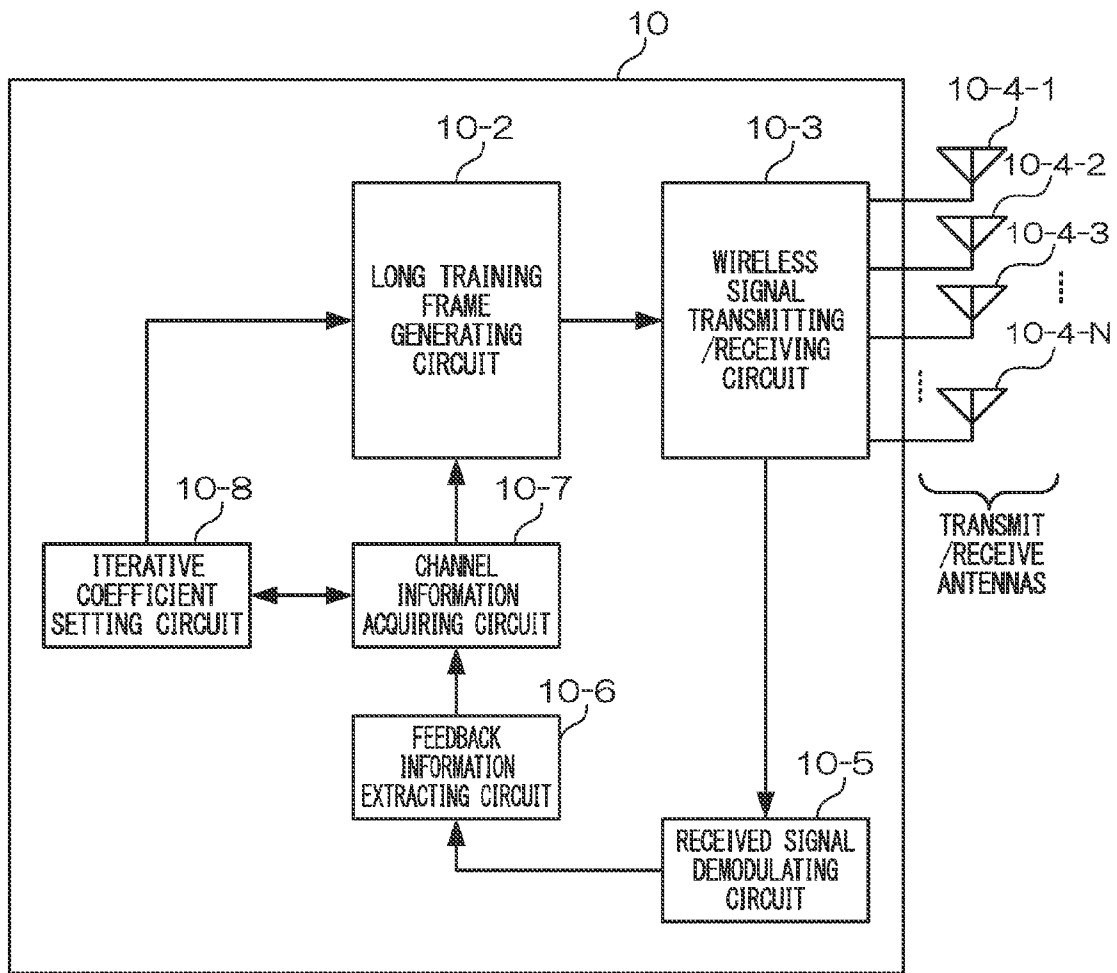 10
10-4-1
10-2
10-3
10-4-2
10-4-3
10-4-N
LONG TRAINING
FRAME
GENERATING
CIRCUIT
WIRELESS
SIGNAL
TRANSMITTING
/RECEIVING
CIRCUIT
10-8
10-7
TRANSMIT
/RECEIVE
ANTENNAS
ITERATIVE
COEFFICIENT
SETTING CIRCUIT
CHANNEL
INFORMATION
ACQUIRING CIRCUIT
10-6
FEEDBACK
INFORMATION
EXTRACTING CIRCUIT
10-5
RECEIVED SIGNAL
DEMODULATING
CIRCUIT